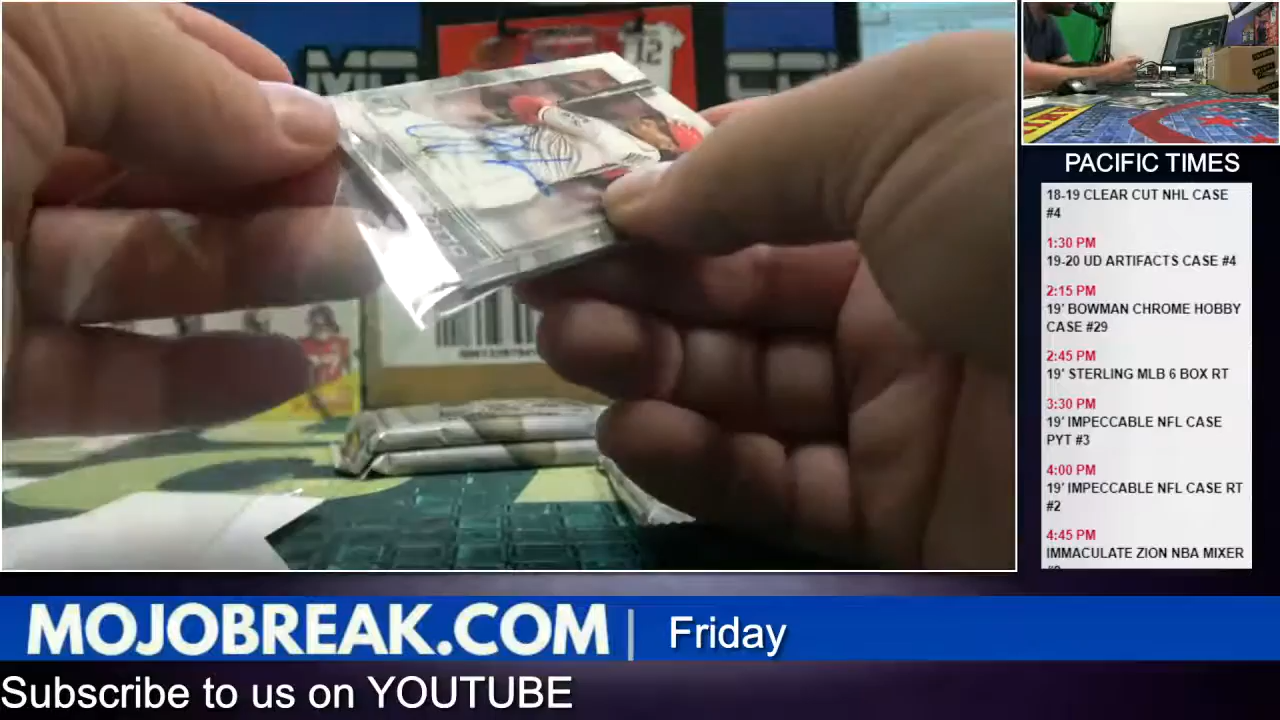 12
PACIFIC TIMES
18-19 CLEAR CUT NHL CASE
#4
1:30 PM
19-20 UD ARTIFACTS CASE #4
2:15 PM
19' BOWMAN CHROME HOBBY
CASE #29
2:45 PM
19' STERLING MLB 6 BOX RT
3:30 PM
19' IMPECCABLE NFL CASE
PYT #3
4:00 PM
19' IMPECCABLE NFL CASE RT
#2
4:45 PM
IMMACULATE ZION NBA MIXER
MOJOBREAK.COM | Friday
Subscribe to us on YOUTUBE